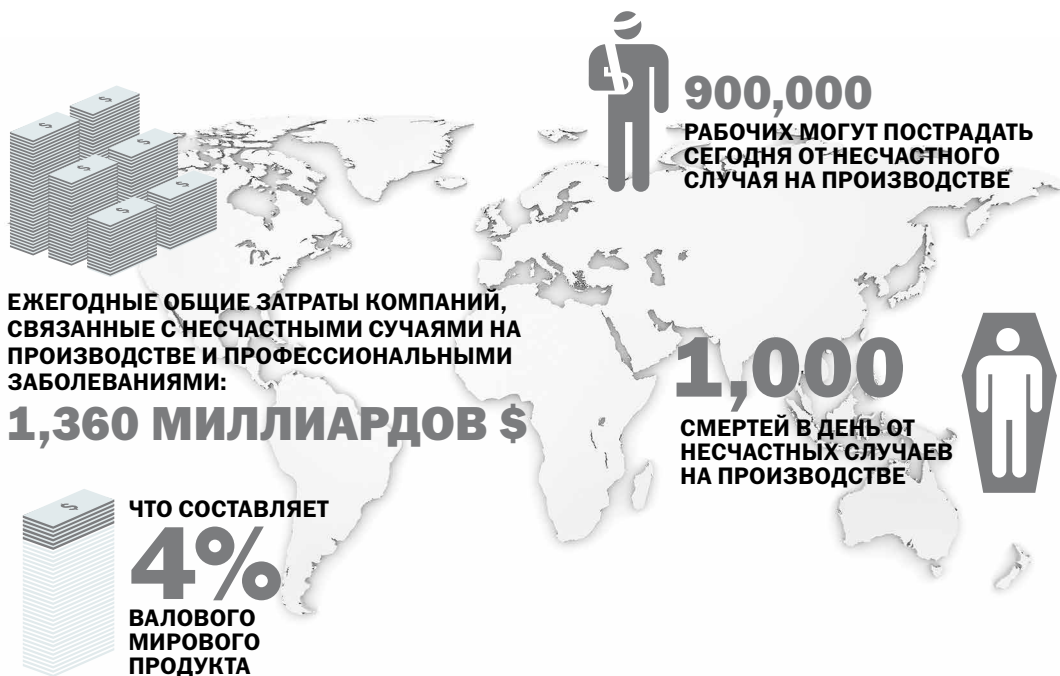 900,000
РАБОЧИХ МОГУТ ПОСТРАДАТЬ
СЕГОДНЯ ОТ НЕСЧАСТНОГО
СЛУЧАЯ НА ПРОИЗВОДСТВЕ
ЕЖЕГОДНЫЕ ОБЩИЕ ЗАТРАТЫ КОМПАНИЙ,
СВЯЗАННЫЕ С НЕСЧАСТНЫМИ СУЧАЯМИ НА
ПРОИЗВОДСТВЕ И ПРОФЕССИОНАЛЬНЫМИ
ЗАБОЛЕВАНИЯМИ:
1,360 МИЛЛИАРДОВ $
1,000
СМЕРТЕЙ В ДЕНЬ ОТ
НЕСЧАСТНЫХ СЛУЧАЕВ
НА ПРОИЗВОДСТВЕ
ЧТО СОСТАВЛЯЕТ
4%
ВАЛОВОГО
МИРОВОГО
ПРОДУКТА